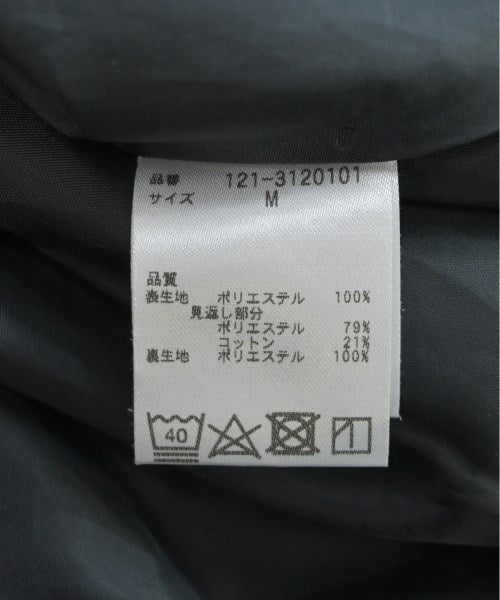 品番 121-3120101
サイズ M
品質
表生地 ポリエステル 100%
見返し部分
ポリエステル 79%
コットン 21%
裏生地 ポリエステル 100%
40